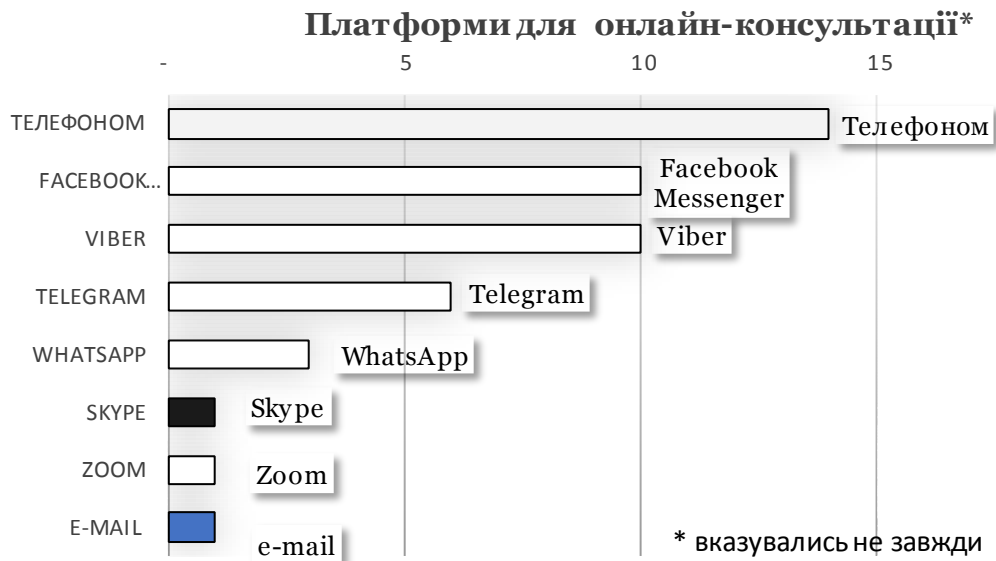 Платформи для онлайн-консультації*
- 5 10 15
ТЕЛЕФОНОМ
Телефоном
FACEBOOK...
Facebook
Messenger
VIBER
Viber
TELEGRAM
Telegram
WHATSAPP
WhatsApp
SKYPE
Skype
ZOOM
Zoom
E-MAIL
e-mail
* вказувались не завжди